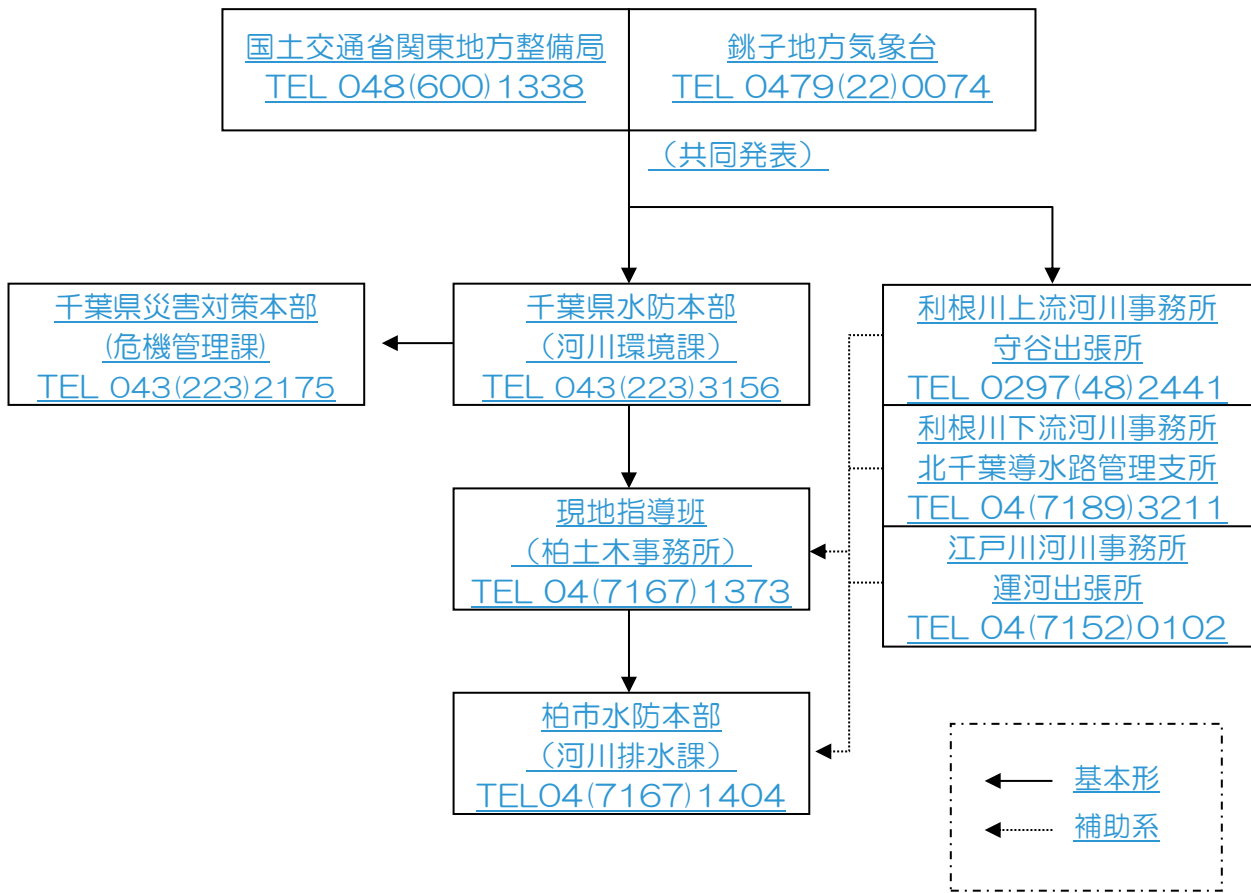 国土交通省関東地方整備局
TEL 048(600)1338
銚子地方気象台
TEL 0479(22)0074
（共同発表）
千葉県災害対策本部
(危機管理課)
TEL 043(223)2175
千葉県水防本部
（河川環境課）
TEL 043(223)3156
利根川上流河川事務所
守谷出張所
TEL 0297(48)2441
利根川下流河川事務所
北千葉導水路管理支所
TEL 04(7189)3211
江戸川河川事務所
運河出張所
TEL 04(7152)0102
現地指導班
（柏土木事務所）
TEL 04(7167)1373
柏市水防本部
（河川排水課）
TEL04(7167)1404
基本形
補助系